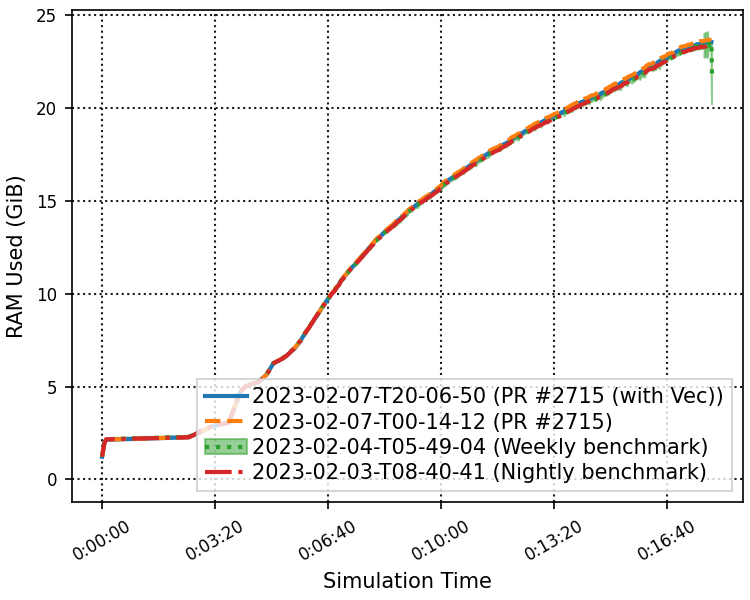 25
20
15
10
5
0
RAM Used (GiB)
2023-02-07-T20-06-50 (PR #2715 (with Vec))
2023-02-07-T00-14-12 (PR #2715)
2023-02-04-T05-49-04 (Weekly benchmark)
2023-02-03-T08-40-41 (Nightly benchmark)
0:00:00
0:03:20
0:06:40
0:10:00
0:13:20
0:16:40
Simulation Time